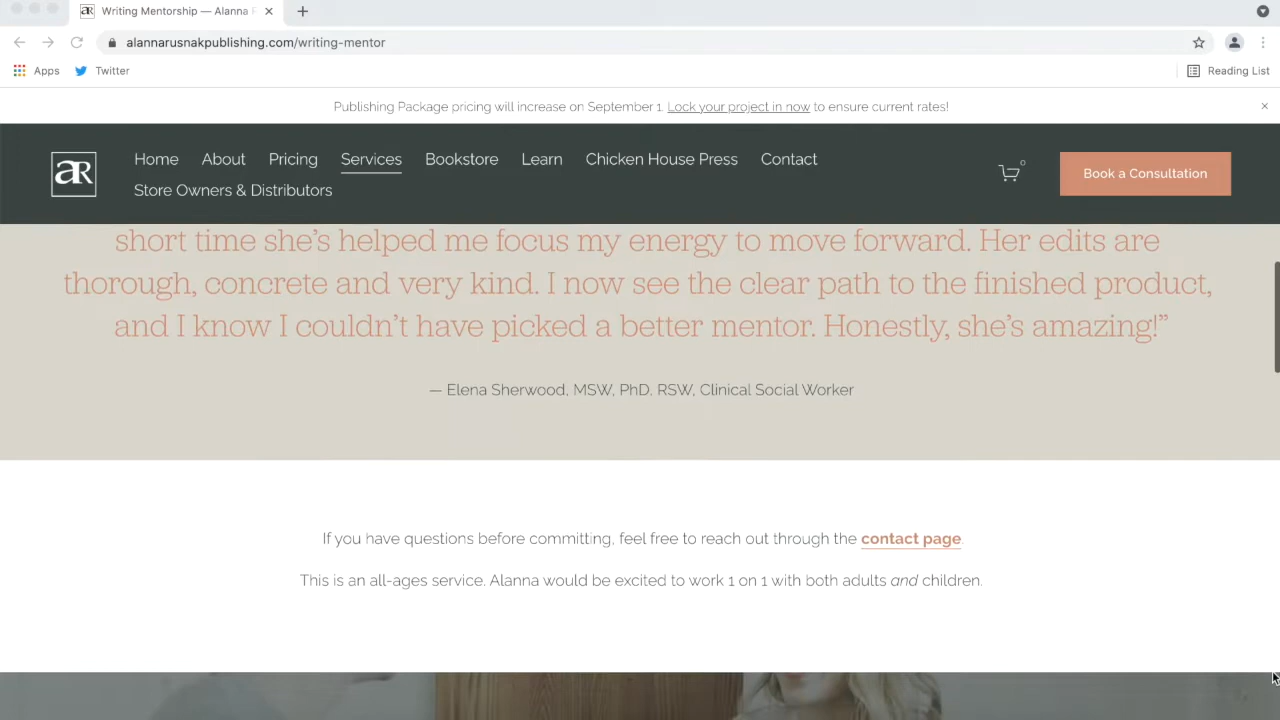 Writing Mentorship — Alanna
alannarusnakpublishing.com/writing-mentor
Apps
Twitter
Reading List
Publishing Package pricing will increase on September 1. Lock your project in now to ensure current rates!
aR
Home About Pricing Services Bookstore Learn Chicken House Press Contact
Store Owners & Distributors
0
Book a Consultation
short time she's helped me focus my energy to move forward. Her edits are
thorough, concrete and very kind. I now see the clear path to the finished product,
and I know I couldn't have picked a better mentor. Honestly, she's amazing!”
— Elena Sherwood, MSW, PhD. RSW, Clinical Social Worker
If you have questions before committing, feel free to reach out through the contact page.
This is an all-ages service. Alanna would be excited to work 1 on 1 with both adults and children.